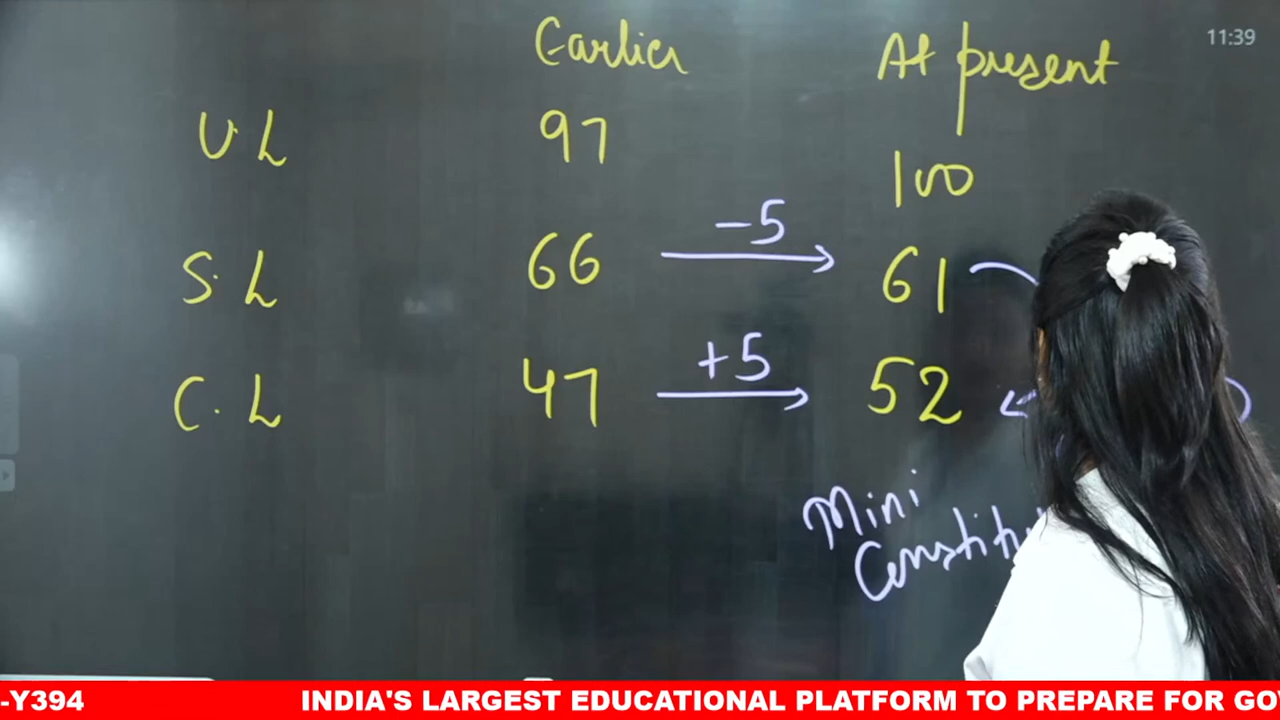 Earlier At present
11:39
U.L 97 100
S.L 66 -5 61
C.L 47 +5 52
Mini
-Y394 INDIA'S LARGEST EDUCATIONAL PLATFORM TO PREPARE FOR